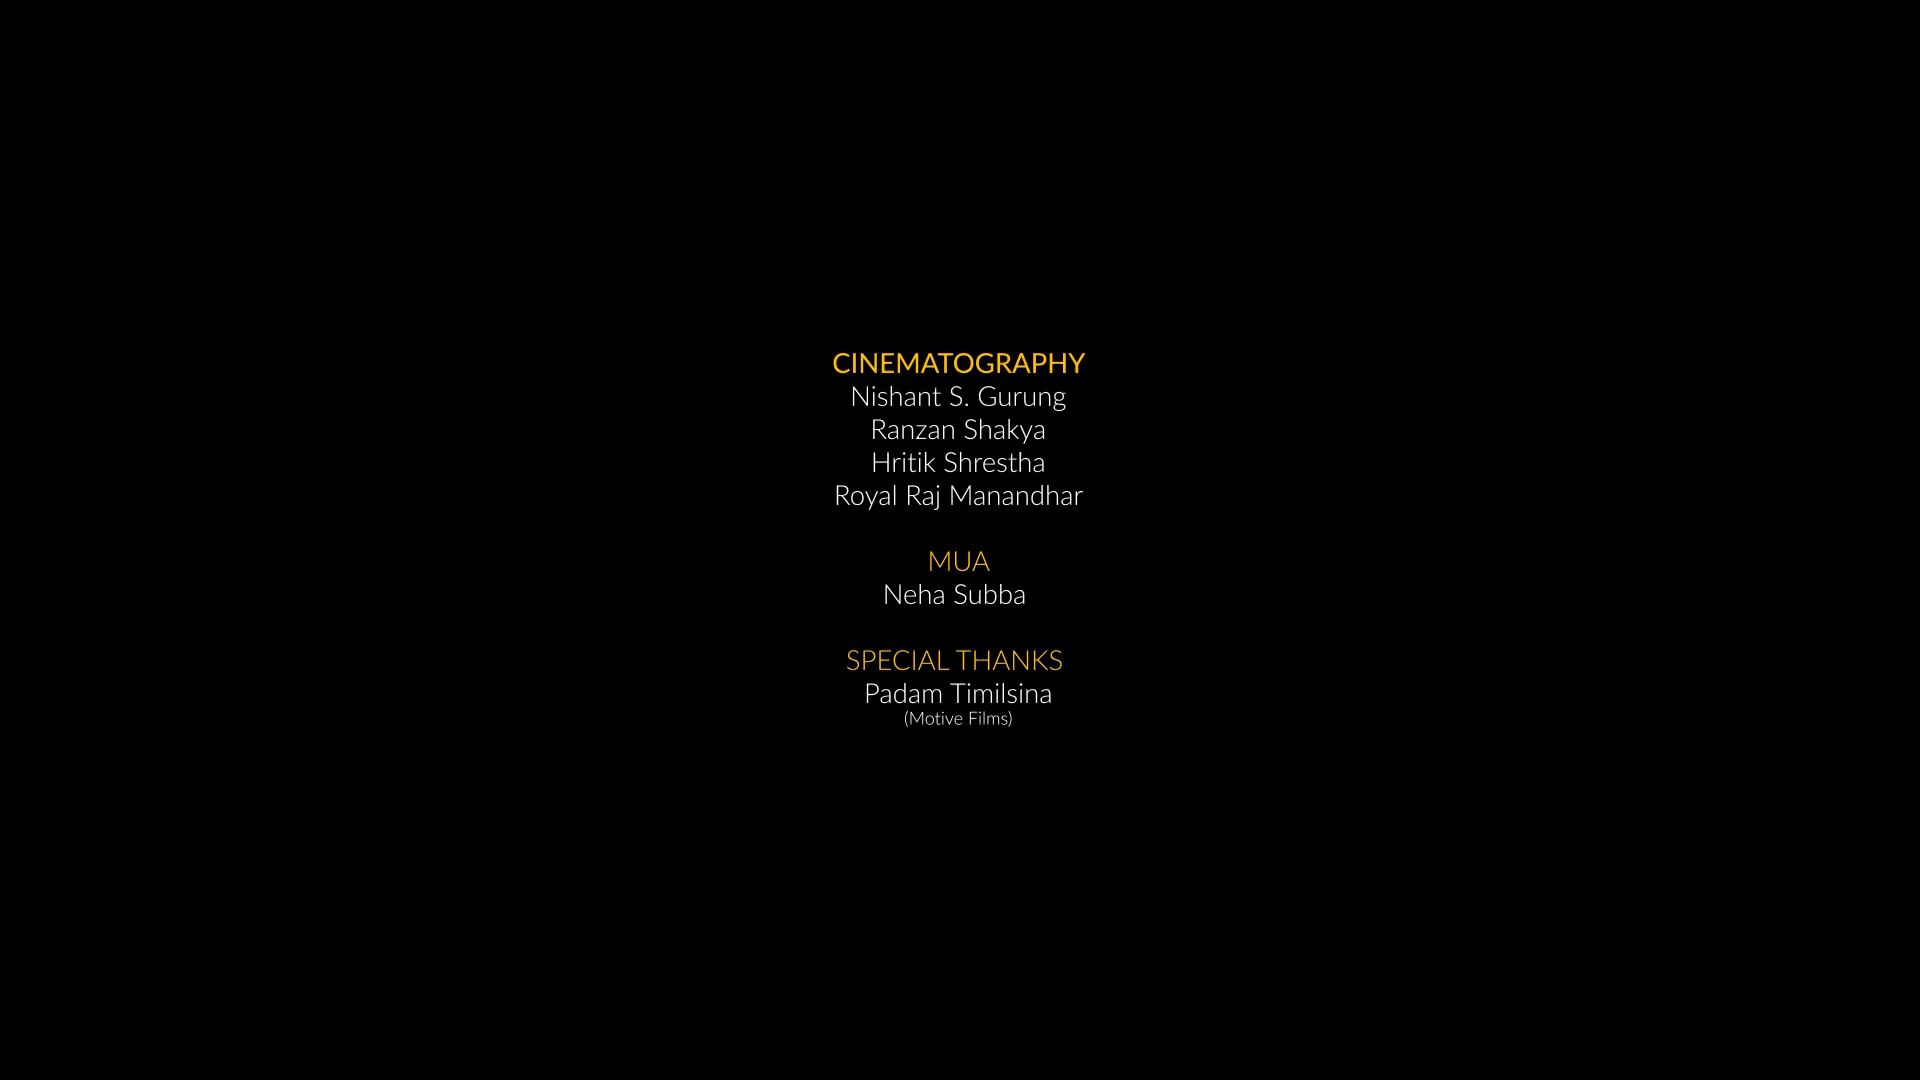 CINEMATOGRAPHY
Nishant S. Gurung
Ranzan Shakya
Hritik Shrestha
Royal Raj Manandhar
MUA
Neha Subba
SPECIAL THANKS
Padam Timilsina
(Motive Films)